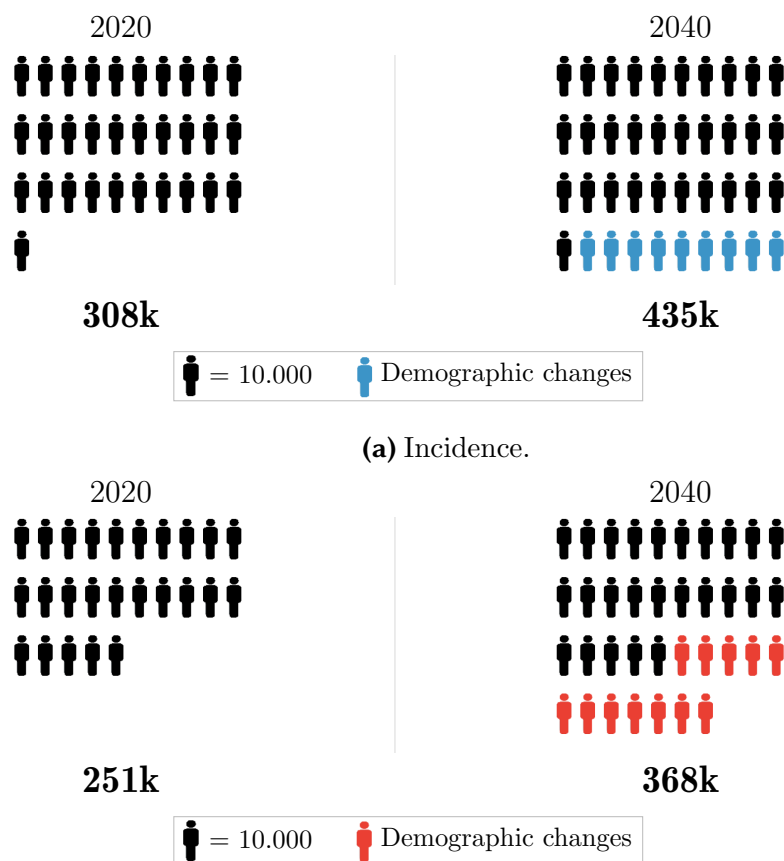 2020 2040
308k 435k
= 10.000 Demographic changes
(a) Incidence.
2020 2040
251k 368k
= 10.000 Demographic changes